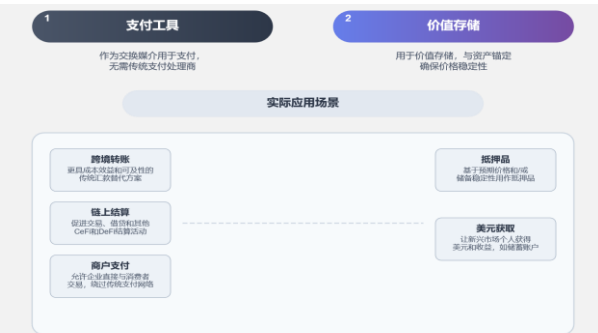 1
支付工具
2
价值存储
作为交换媒介用于支付,
无需传统支付处理商
用于价值存储，与资产锚定
确保价格稳定性
实际应用场景
跨境转账
更具成本效益和可及性的
传统汇款替代方案
抵押品
基于预期价格和/或
储备稳定性用作抵押品
链上结算
促进交易、借贷和其他
CeFi和DeFi结算活动
美元获取
让新兴市场个人获得
美元和收益，如储蓄账户
商户支付
允许企业直接与消费者
交易，绕过传统支付网络